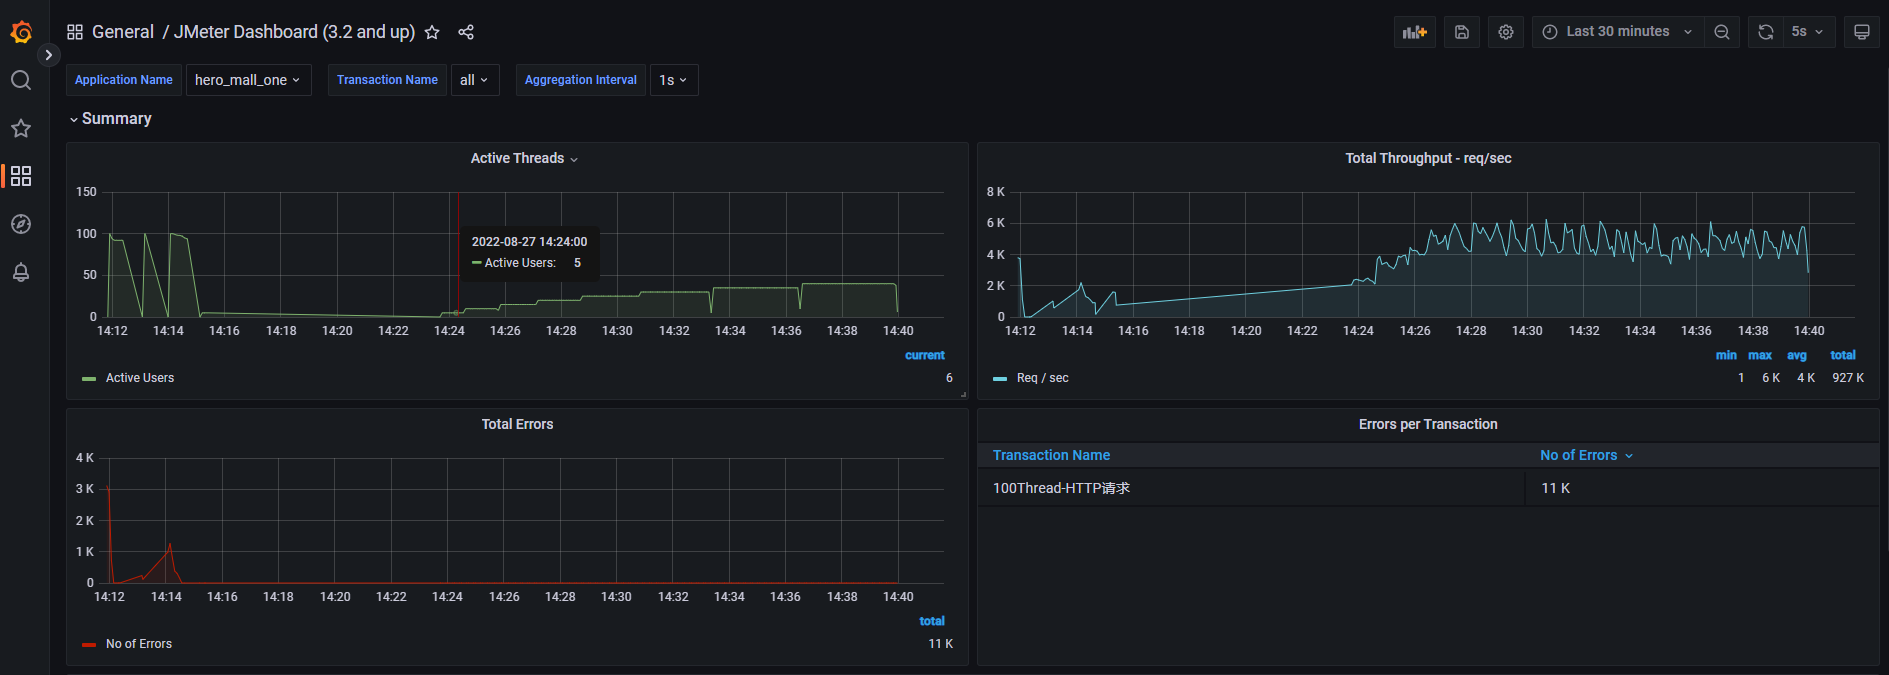 General / JMeter Dashboard (3.2 and up)
Last 30 minutes
5s
Application Name hero_mall_one Transaction Name all Aggregation Interval 1s
Summary
Active Threads
150
100
50
0
14:12 14:14 14:16 14:18 14:20 14:22 14:24 14:26 14:28 14:30 14:32 14:34 14:36 14:38 14:40
2022-08-27 14:24:00
Active Users: 5
current
Active Users 6
Total Throughput - req/sec
8 K
6 K
4 K
2 K
0
14:12 14:14 14:16 14:18 14:20 14:22 14:24 14:26 14:28 14:30 14:32 14:34 14:36 14:38 14:40
min max avg total
Req / sec 1 6 K 4 K 927 K
Total Errors
4 K
3 K
2 K
1 K
0
14:12 14:14 14:16 14:18 14:20 14:22 14:24 14:26 14:28 14:30 14:32 14:34 14:36 14:38 14:40
total
No of Errors 11 K
Errors per Transaction
Transaction Name No of Errors
100Thread-HTTP请求 11 K